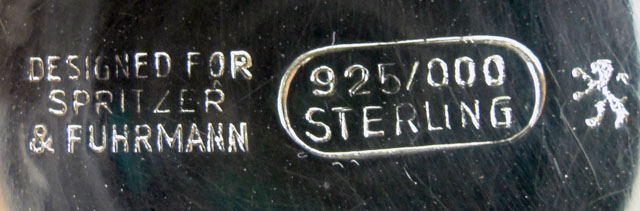 DESIGNED FOR
SPRITZER
& FUHRMANN
925/000
STERLING